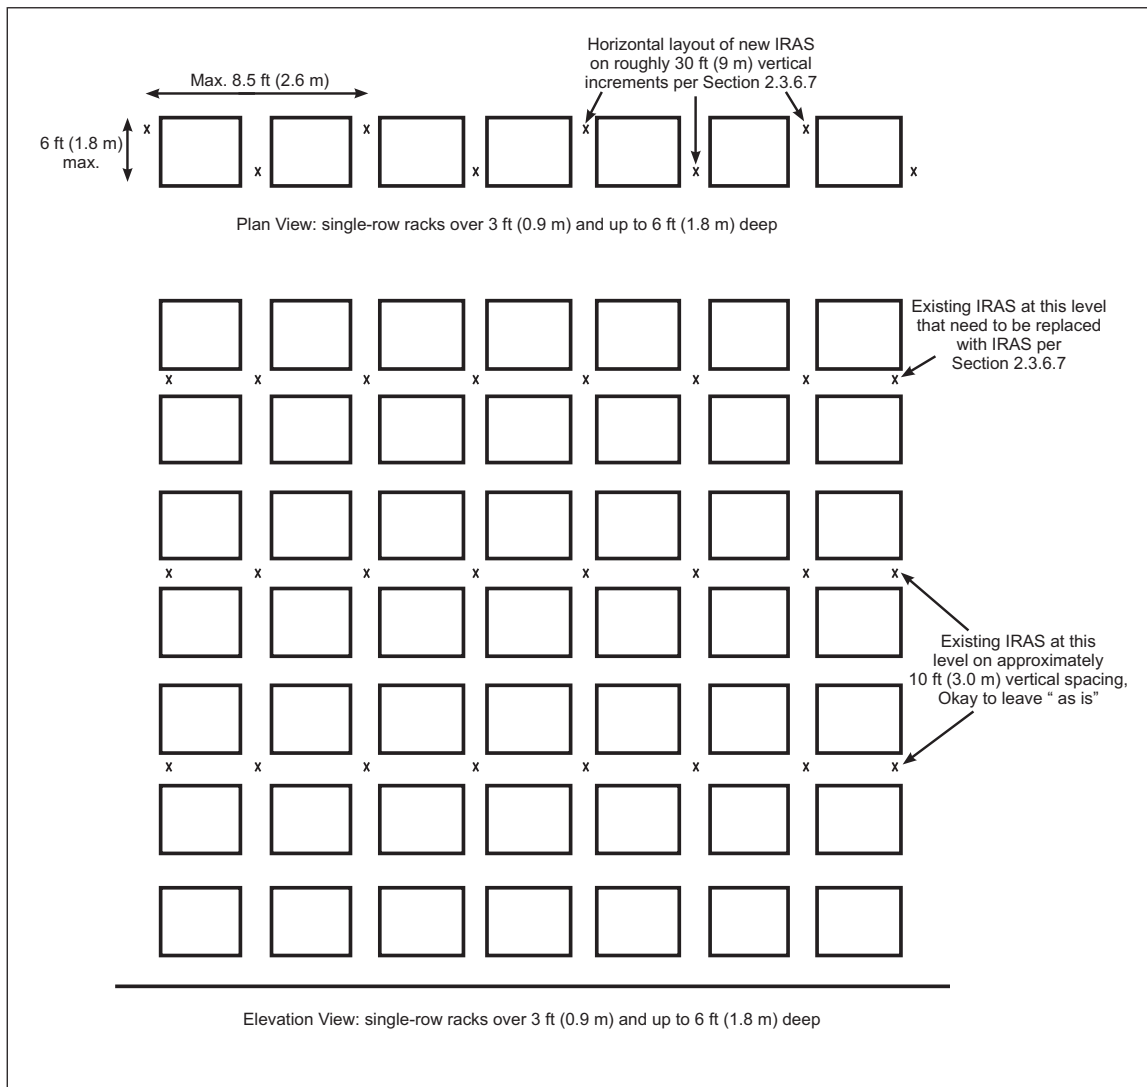 Horizontal layout of new IRAS
on roughly 30 ft (9 m) vertical
increments per Section 2.3.6.7
Max. 8.5 ft (2.6 m)
6 ft (1.8 m)
max.
x x x x
x x x x
Plan View: single-row racks over 3 ft (0.9 m) and up to 6 ft (1.8 m) deep
Existing IRAS at this level
that need to be replaced
with IRAS per
Section 2.3.6.7
x x x x x x x x
x x x x x x x x
Existing IRAS at this
level on approximately
10 ft (3.0 m) vertical spacing,
Okay to leave “ as is”
x x x x x x x x
Elevation View: single-row racks over 3 ft (0.9 m) and up to 6 ft (1.8 m) deep